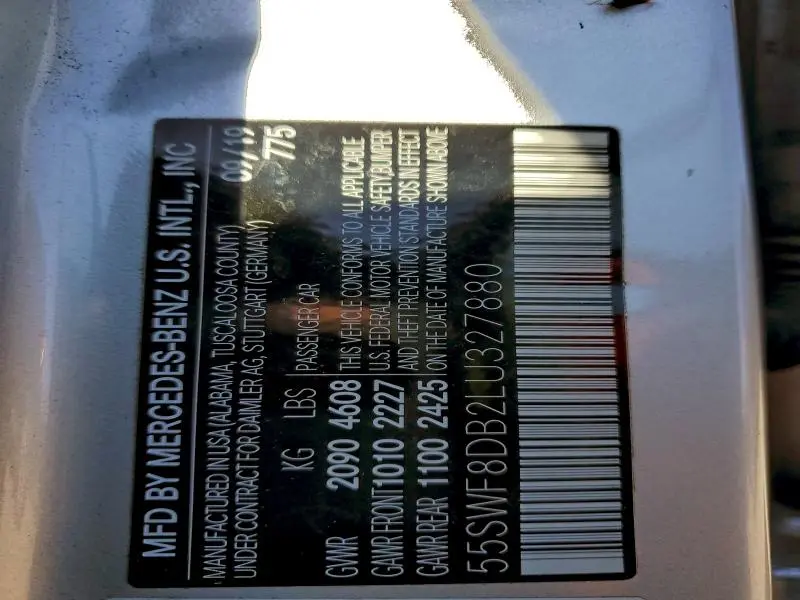 MFD BY MERCEDES-BENZ U.S. INTL., INC
MANUFACTURED IN USA (ALABAMA, TUSCALOOSA COUNTY) 09/19
UNDER CONTRACT FOR DAIMLER AG, STUTTGART (GERMANY) 775
KG LBS PASSENGER CAR
GWR 2090 4608 THIS VEHICLE CONFORMS TO ALL APPLICABLE
GAWR FRONT 1010 2227 U.S. FEDERAL MOTOR VEHICLE SAFETY/BUMPER
AND THEFT PREVENTION STANDARDS IN EFFECT
GAWR REAR 1100 2425 ON THE DATE OF MANUFACTURE SHOWN ABOVE
55SWF8DB2LU327880